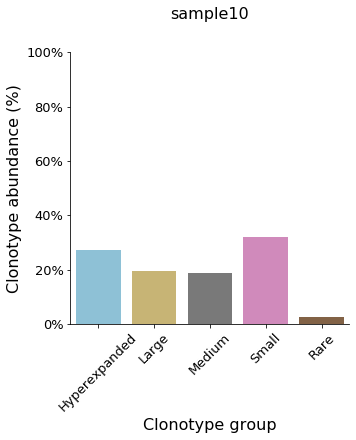 sample10
100%
80%
60%
40%
20%
0%
Clonotype abundance (%)
Hyperexpanded
Large
Medium
Small
Rare
Clonotype group